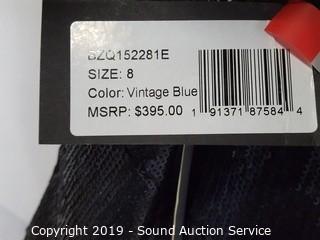 BZQ152281E
SIZE: 8
Color: Vintage Blue
MSRP: $395.00
1 91371 87584 4
Copyright 2019 - Sound Auction Service